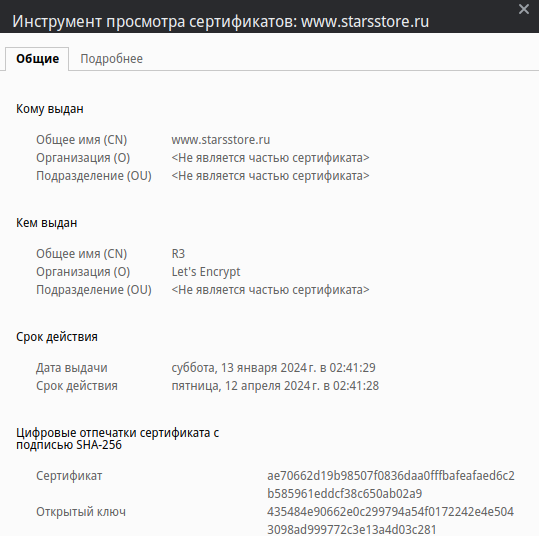 Инструмент просмотра сертификатов: www.starsstore.ru
Общие Подробнее
Кому выдан
Общее имя (CN) www.starsstore.ru
Организация (O) <Не является частью сертификата>
Подразделение (OU) <Не является частью сертификата>
Кем выдан
Общее имя (CN) R3
Организация (O) Let's Encrypt
Подразделение (OU) <Не является частью сертификата>
Срок действия
Дата выдачи суббота, 13 января 2024 г. в 02:41:29
Срок действия пятница, 12 апреля 2024 г. в 02:41:28
Цифровые отпечатки сертификата с
подписью SHA-256
Сертификат ae70662d19b98507f0836daa0fffbafeafaed6c2
b585961eddcf38c650ab02a9
Открытый ключ 435484e90662e0c299794a54f0172242e4e504
3098ad999772c3e13a4d03c281